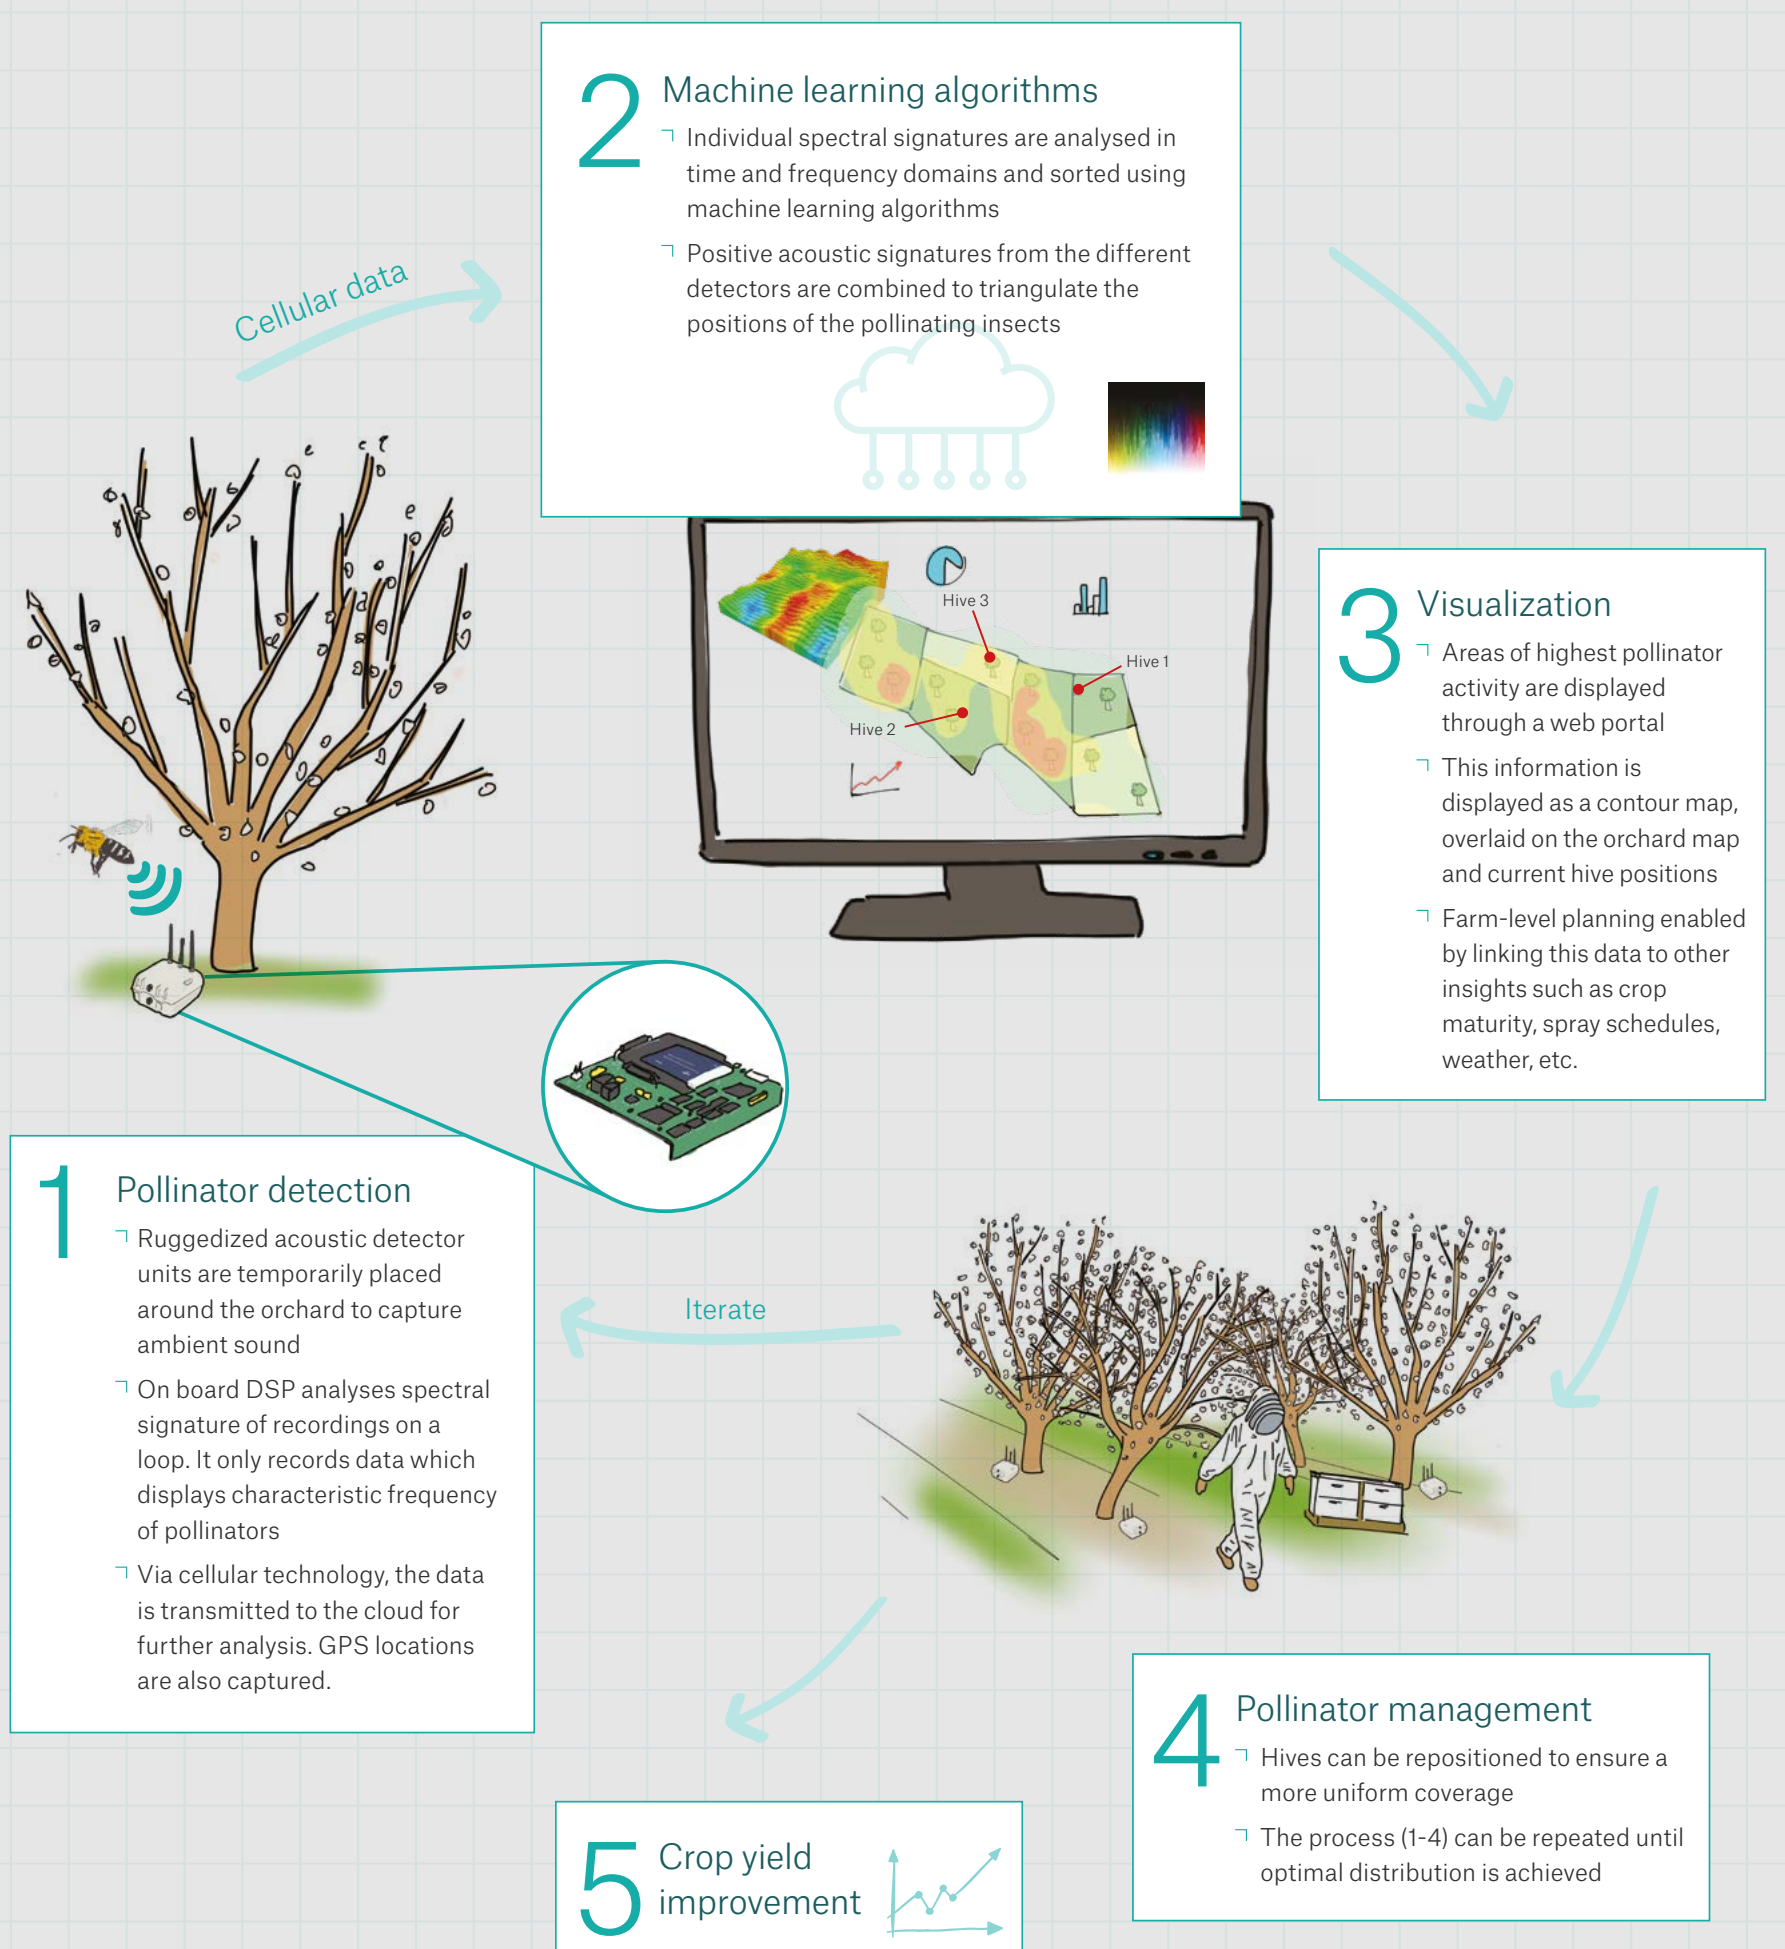 2
Machine learning algorithms
Individual spectral signatures are analysed in
time and frequency domains and sorted using
machine learning algorithms
Positive acoustic signatures from the different
detectors are combined to triangulate the
positions of the pollinating insects
Cellular data
Hive 3
Hive 1
Hive 2
3
Visualization
Areas of highest pollinator
activity are displayed
through a web portal
This information is
displayed as a contour map,
overlaid on the orchard map
and current hive positions
Farm-level planning enabled
by linking this data to other
insights such as crop
maturity, spray schedules,
weather, etc.
1
Pollinator detection
Ruggedized acoustic detector
units are temporarily placed
around the orchard to capture
ambient sound
On board DSP analyses spectral
signature of recordings on a
loop. It only records data which
displays characteristic frequency
of pollinators
Via cellular technology, the data
is transmitted to the cloud for
further analysis. GPS locations
are also captured.
Iterate
4
Pollinator management
Hives can be repositioned to ensure a
more uniform coverage
The process (1-4) can be repeated until
optimal distribution is achieved
5
Crop yield
improvement